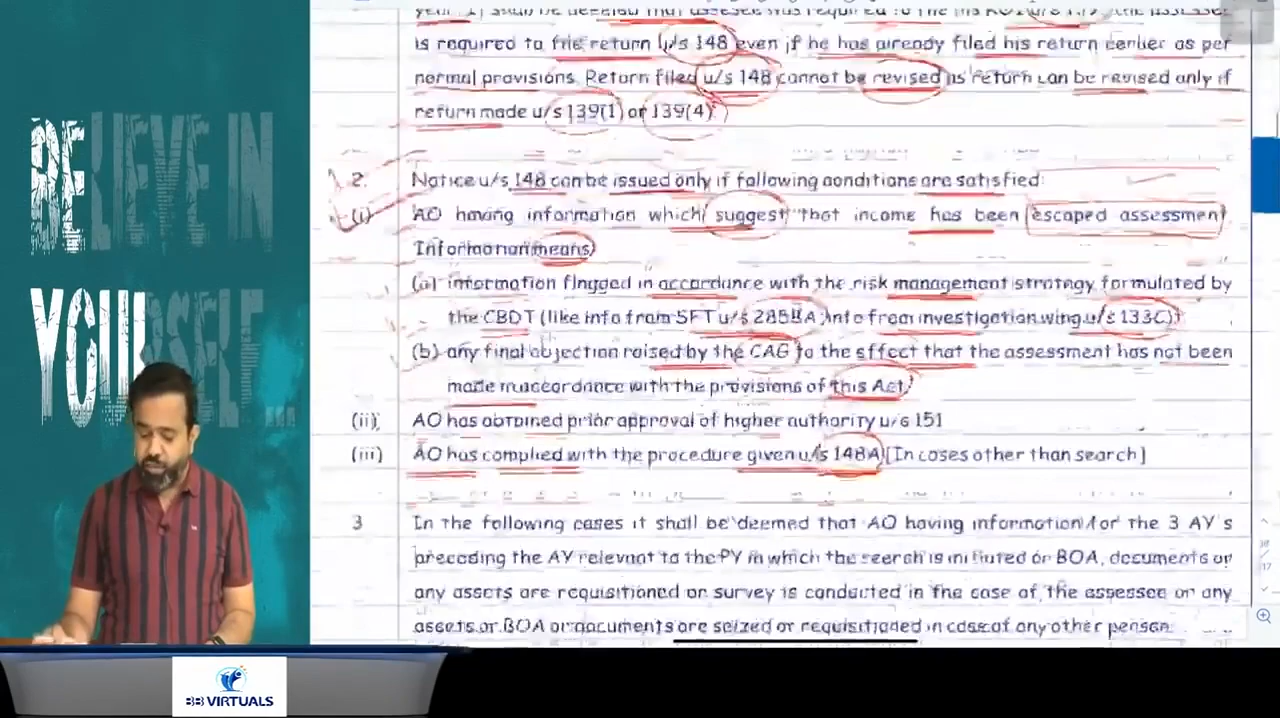 is required to file return u/s 148 even if he has already filed his return earlier as per
normal provisions. Return filed u/s 148 cannot be revised as return can be revised only if
return made u/s 139(1) or 139(4).
2. Notice u/s 148 can be issued only if following conditions are satisfied:
(i) AO having information which suggest that income has been escaped assessment
Information means
(a) information flagged in accordance with the risk management strategy formulated by
the CBDT (like info from SFT u/s 285BA, info from investigation wing u/s 133C)
(b) any final objection raised by the CAG to the effect that the assessment has not been
made in accordance with the provisions of this Act.
(ii) AO has obtained prior approval of higher authority u/s 151
(iii) AO has complied with the procedure given u/s 148A [In cases other than search]
3 In the following cases it shall be deemed that AO having information for the 3 AY's
preceding the AY relevant to the PY in which the search is initiated or BOA, documents or
any assets are requisitioned or survey is conducted in the case of the assessee or any
assets or BOA or documents are seized or requisitioned in case of any other person.
BELIEVE IN
YOURSELF...
BB VIRTUALS